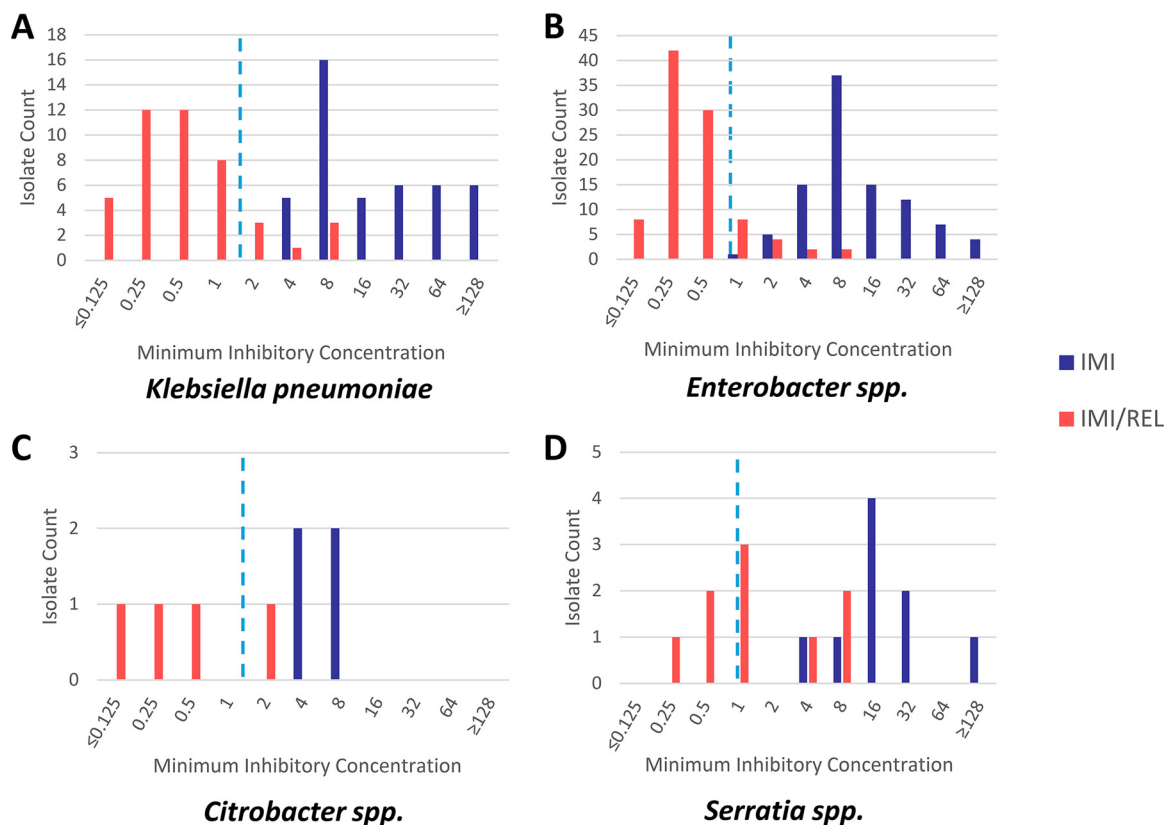 A
18
16
14
12
10
8
6
4
2
0
Isolate Count
≤0.125 0.25 0.5 1 2 4 8 16 32 64 ≥128
Minimum Inhibitory Concentration
Klebsiella pneumoniae
B
45
40
35
30
25
20
15
10
5
0
Isolate Count
≤0.125 0.25 0.5 1 2 4 8 16 32 64 ≥128
Minimum Inhibitory Concentration
Enterobacter spp.
IMI
IMI/REL
C
3
2
1
0
Isolate Count
≤0.125 0.25 0.5 1 2 4 8 16 32 64 ≥128
Minimum Inhibitory Concentration
Citrobacter spp.
D
5
4
3
2
1
0
Isolate Count
≤0.125 0.25 0.5 1 2 4 8 16 32 64 ≥128
Minimum Inhibitory Concentration
Serratia spp.